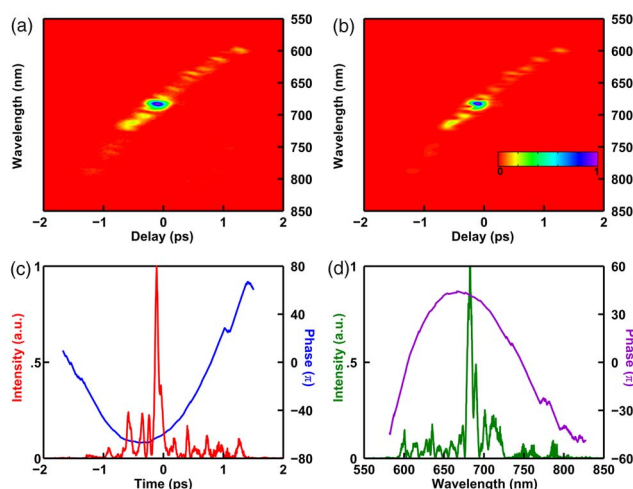 (a)
550
600
650
700
750
800
850
Wavelength (nm)
−2 −1 0 1 2
Delay (ps)
(b)
0 1
550
600
650
700
750
800
850
Wavelength (nm)
−2 −1 0 1 2
Delay (ps)
(c)
1
.5
0
Intensity (a.u.)
80
40
0
−40
−80
Phase (π)
−2 −1 0 1 2
Time (ps)
(d)
1
.5
0
Intensity (a.u.)
60
30
0
−30
−60
Phase (π)
550 600 650 700 750 800 850
Wavelength (nm)